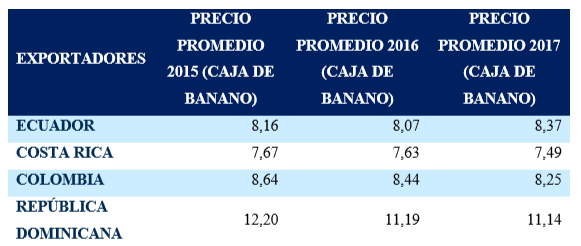 EXPORTADORES
PRECIO
PROMEDIO
2015 (CAJA DE
BANANO)
PRECIO
PROMEDIO 2016
(CAJA DE
BANANO)
PRECIO
PROMEDIO 2017
(CAJA DE
BANANO)
ECUADOR 8,16 8,07 8,37
COSTA RICA 7,67 7,63 7,49
COLOMBIA 8,64 8,44 8,25
REPÚBLICA
DOMINICANA 12,20 11,19 11,14